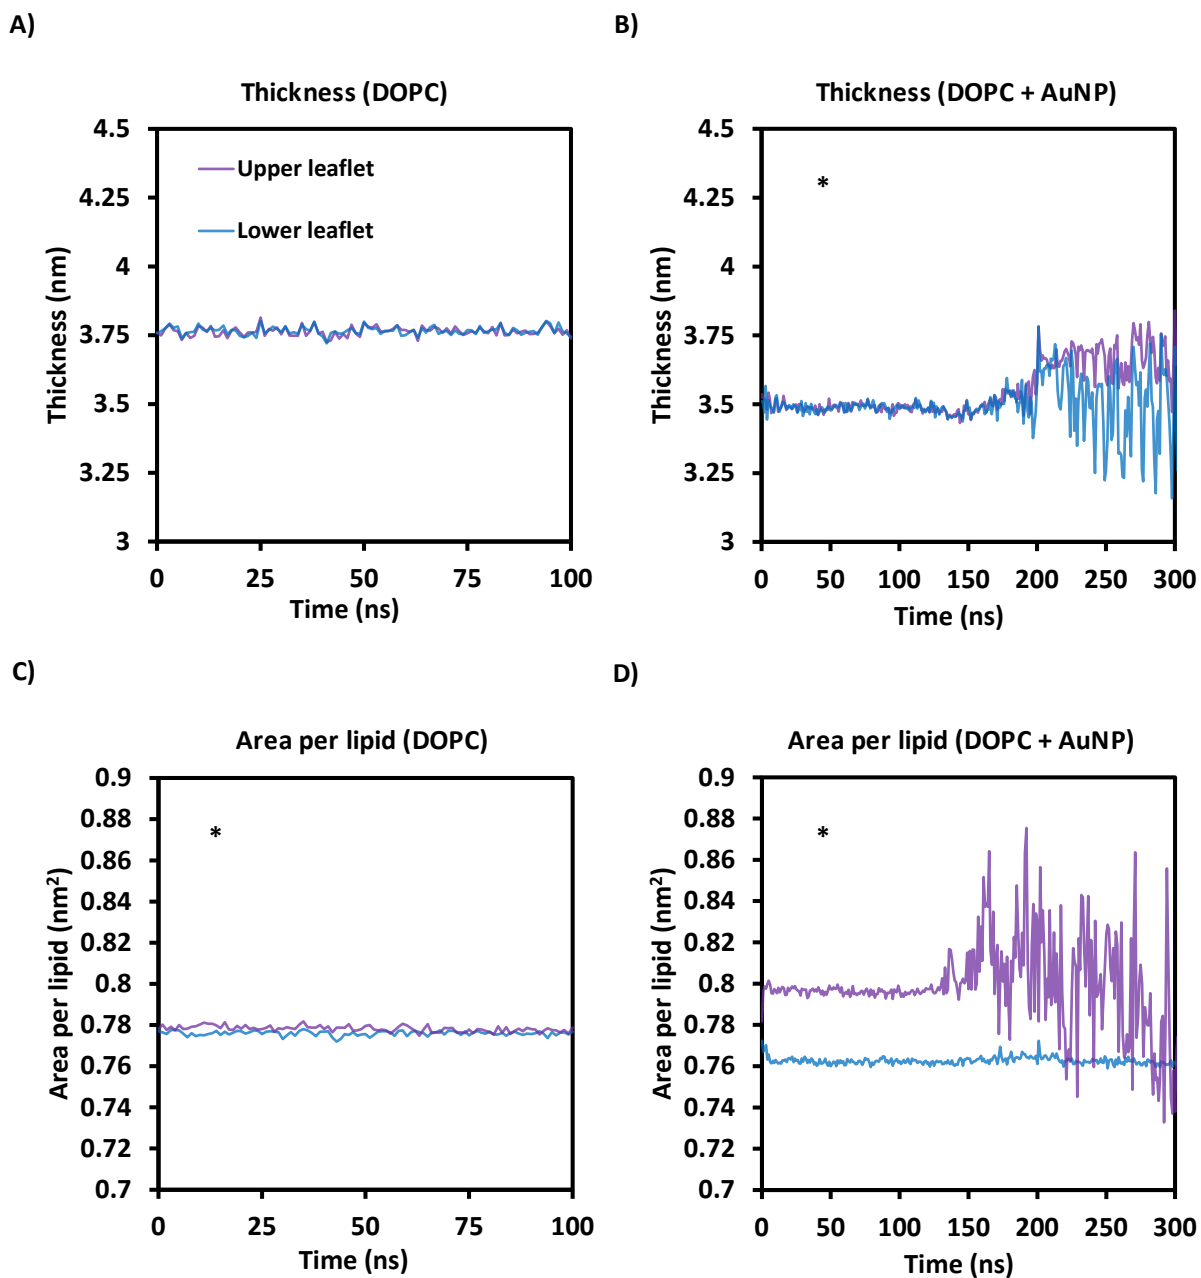 A)
Thickness (DOPC)
Thickness (nm)
4.5
4.25
4
3.75
3.5
3.25
3
Upper leaflet
Lower leaflet
0 25 50 75 100
Time (ns)
B)
Thickness (DOPC + AuNP)
Thickness (nm)
4.5
4.25
4
3.75
3.5
3.25
3
*
0 50 100 150 200 250 300
Time (ns)
C)
Area per lipid (DOPC)
Area per lipid (nm²)
0.9
0.88
0.86
0.84
0.82
0.8
0.78
0.76
0.74
0.72
0.7
*
0 25 50 75 100
Time (ns)
D)
Area per lipid (DOPC + AuNP)
Area per lipid (nm²)
0.9
0.88
0.86
0.84
0.82
0.8
0.78
0.76
0.74
0.72
0.7
*
0 50 100 150 200 250 300
Time (ns)